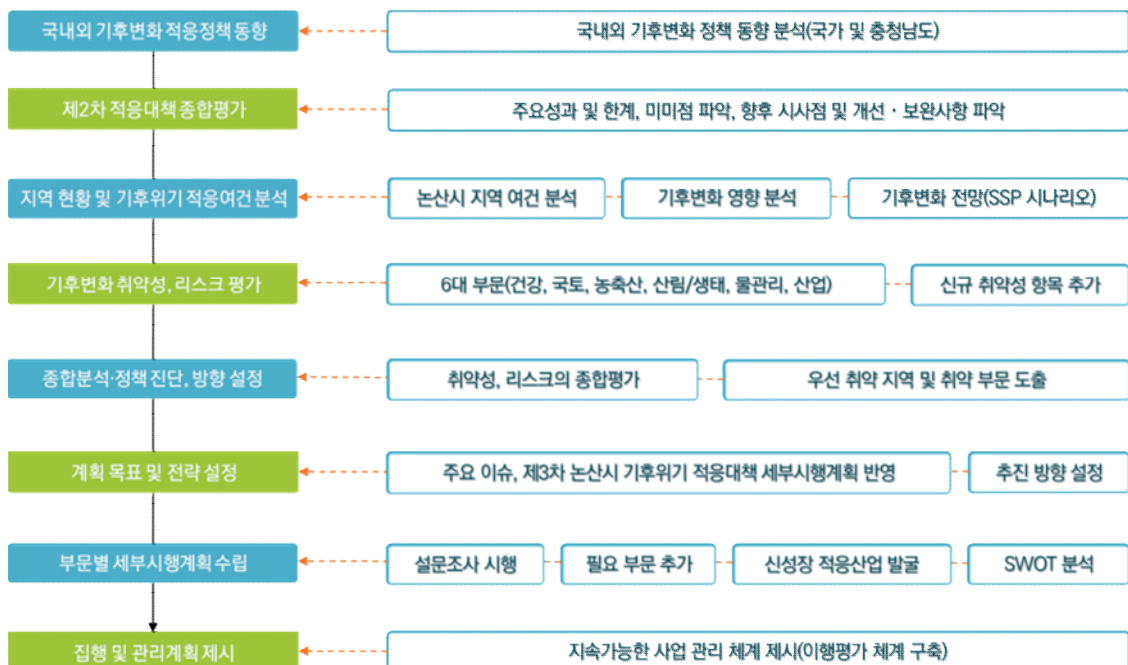 국내외 기후변화 적응정책 동향
국내외 기후변화 정책 동향 분석(국가 및 충청남도)
제2차 적응대책 종합평가
주요성과 및 한계, 미미점 파악, 향후 시사점 및 개선 · 보완사항 파악
지역 현황 및 기후위기 적응여건 분석
논산시 지역 여건 분석
기후변화 영향 분석
기후변화 전망(SSP 시나리오)
기후변화 취약성, 리스크 평가
6대 부문(건강, 국토, 농축산, 산림/생태, 물관리, 산업)
신규 취약성 항목 추가
종합분석·정책 진단, 방향 설정
취약성, 리스크의 종합평가
우선 취약 지역 및 취약 부문 도출
계획 목표 및 전략 설정
주요 이슈, 제3차 논산시 기후위기 적응대책 세부시행계획 반영
추진 방향 설정
부문별 세부시행계획 수립
설문조사 시행
필요 부문 추가
신성장 적응산업 발굴
SWOT 분석
집행 및 관리계획 제시
지속가능한 사업 관리 체계 제시(이행평가 체계 구축)